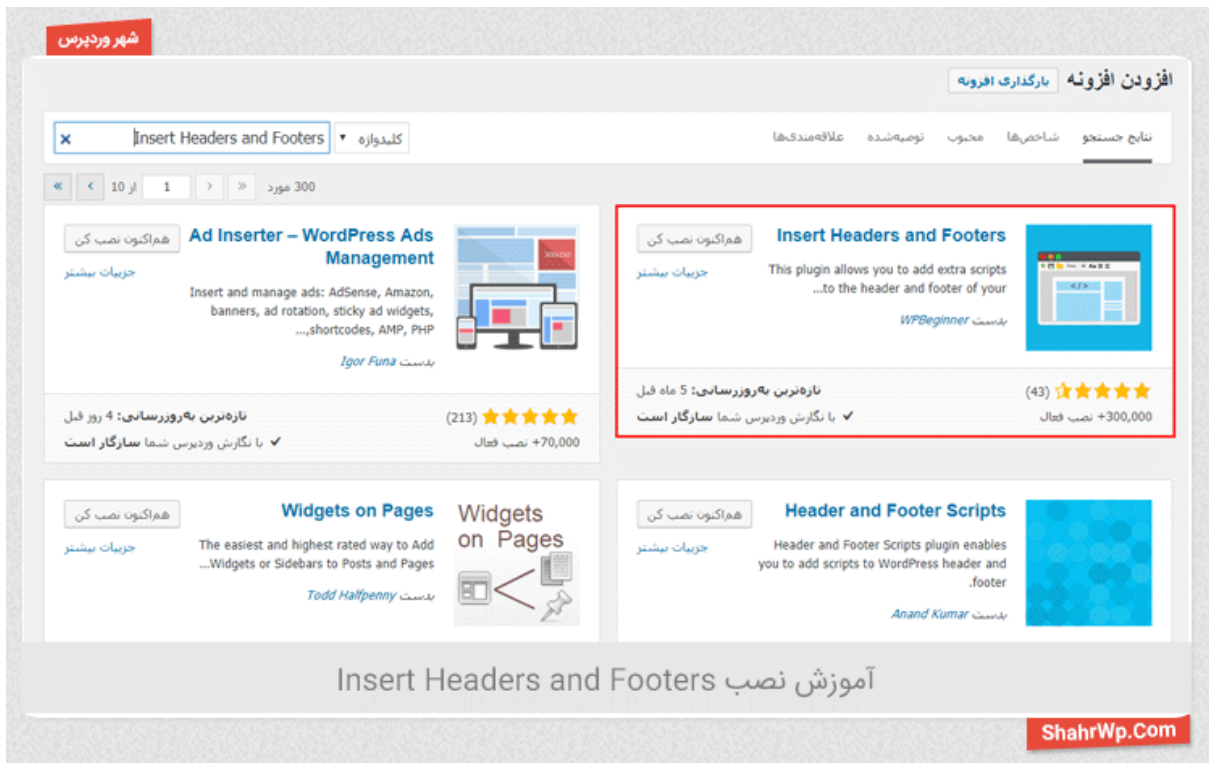 شهر وردپرس
افزودن افزونه بارگذاری افزونه
نتایج جستجو شاخص‌ها محبوب توصیه‌شده علاقه‌مندی‌ها
کلیدواژه Insert Headers and Footers
300 مورد « ‹ 1 از 10 › »
Insert Headers and Footers
هم‌اکنون نصب کن
جزییات بیشتر
This plugin allows you to add extra scripts
to the header and footer of your...
بدست WPBeginner
(43)
تازه‌ترین به‌روزرسانی: 5 ماه قبل
300,000+ نصب فعال
با نگارش وردپرس شما سازگار است
Ad Inserter – WordPress Ads
Management
هم‌اکنون نصب کن
جزییات بیشتر
Insert and manage ads: AdSense, Amazon,
banners, ad rotation, sticky ad widgets,
shortcodes, AMP, PHP,...
بدست Igor Funa
(213)
تازه‌ترین به‌روزرسانی: 4 روز قبل
70,000+ نصب فعال
با نگارش وردپرس شما سازگار است
Header and Footer Scripts
هم‌اکنون نصب کن
جزییات بیشتر
Header and Footer Scripts plugin enables
you to add scripts to WordPress header and
footer.
بدست Anand Kumar
Widgets
on Pages
Widgets on Pages
هم‌اکنون نصب کن
جزییات بیشتر
The easiest and highest rated way to Add
Widgets or Sidebars to Posts and Pages...
بدست Todd Halfpenny
آموزش نصب Insert Headers and Footers
ShahrWp.Com